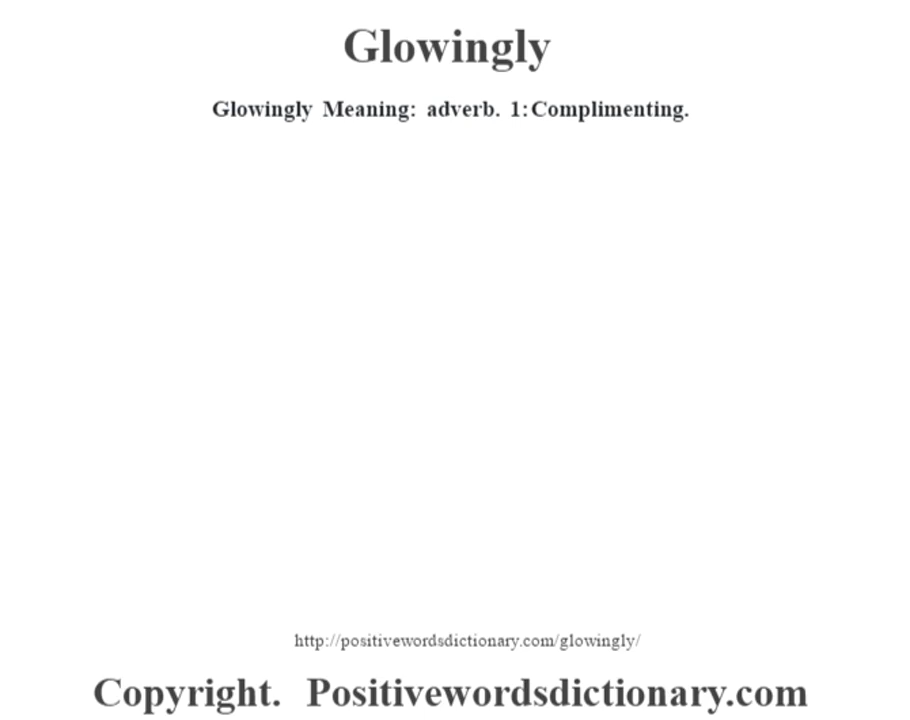 Glowingly
Glowingly Meaning: adverb. 1:Complimenting.
http://positivewordsdictionary.com/glowingly/
Copyright. Positivewordsdictionary.com